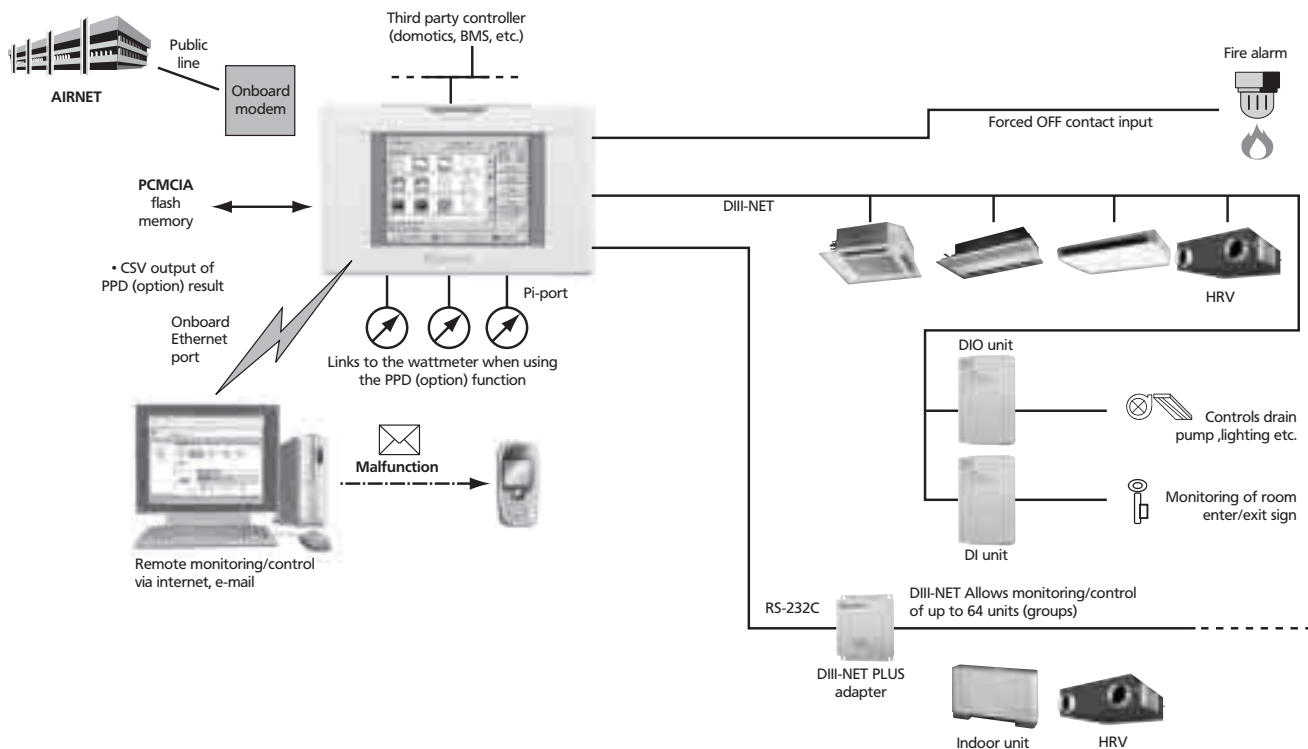 Third party controller
(domotics, BMS, etc.)
Public
line
AIRNET
Onboard
modem
Fire alarm
Forced OFF contact input
PCMCIA
flash
memory
DIII-NET
• CSV output of
PPD (option) result
Pi-port
HRV
Onboard
Ethernet
port
Links to the wattmeter when using
the PPD (option) function
DIO unit
Controls drain
pump ,lighting etc.
Malfunction
Monitoring of room
enter/exit sign
DI unit
Remote monitoring/control
via internet, e-mail
RS-232C
DIII-NET Allows monitoring/control
of up to 64 units (groups)
DIII-NET PLUS
adapter
Indoor unit
HRV